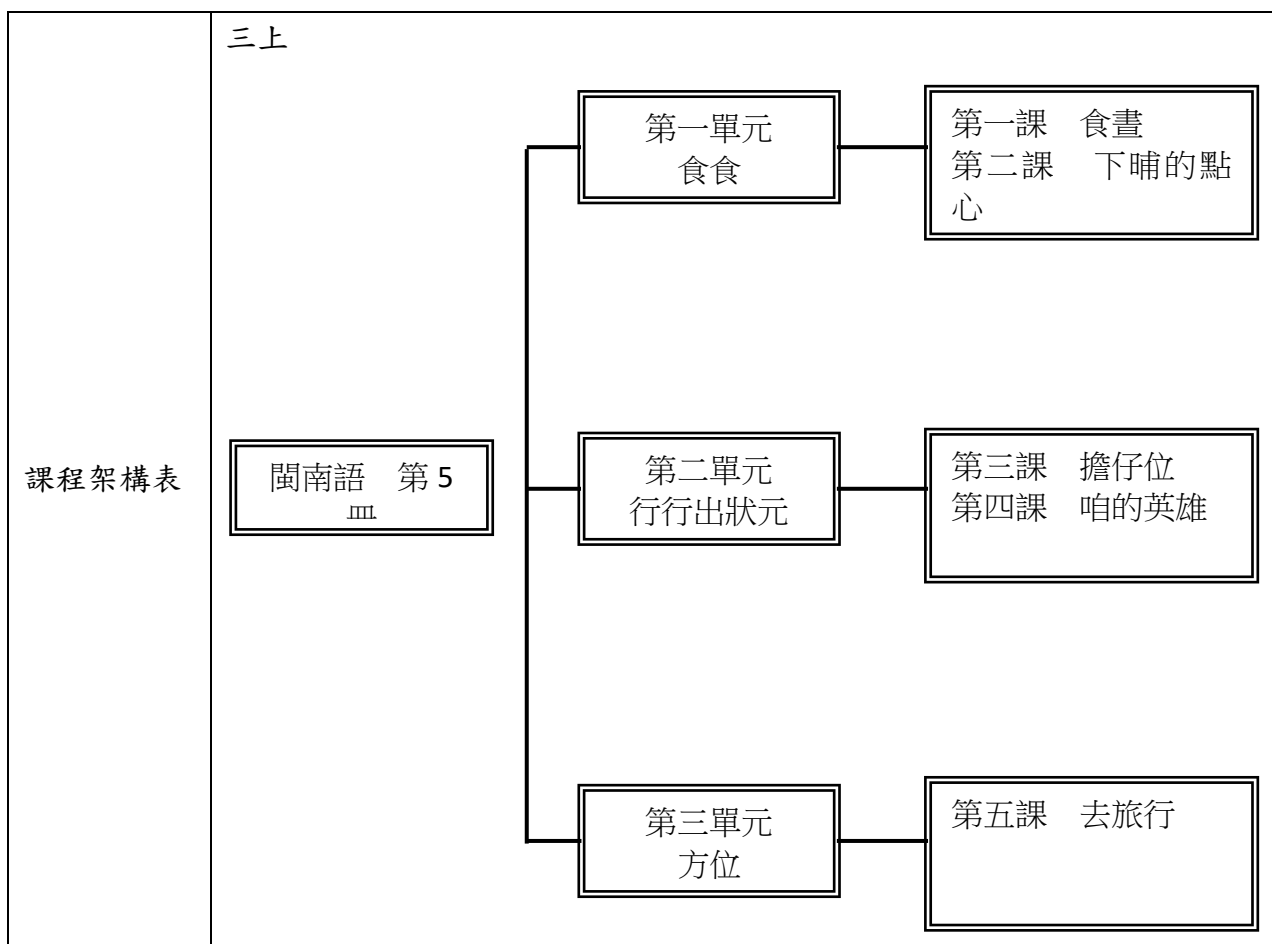 課程架構表
三上
閩南語 第5
第一單元
食食
第一課 食晝
第二課 下晡的點
心
第二單元
行行出狀元
第三課 擔仔位
第四課 咱的英雄
第三單元
方位
第五課 去旅行